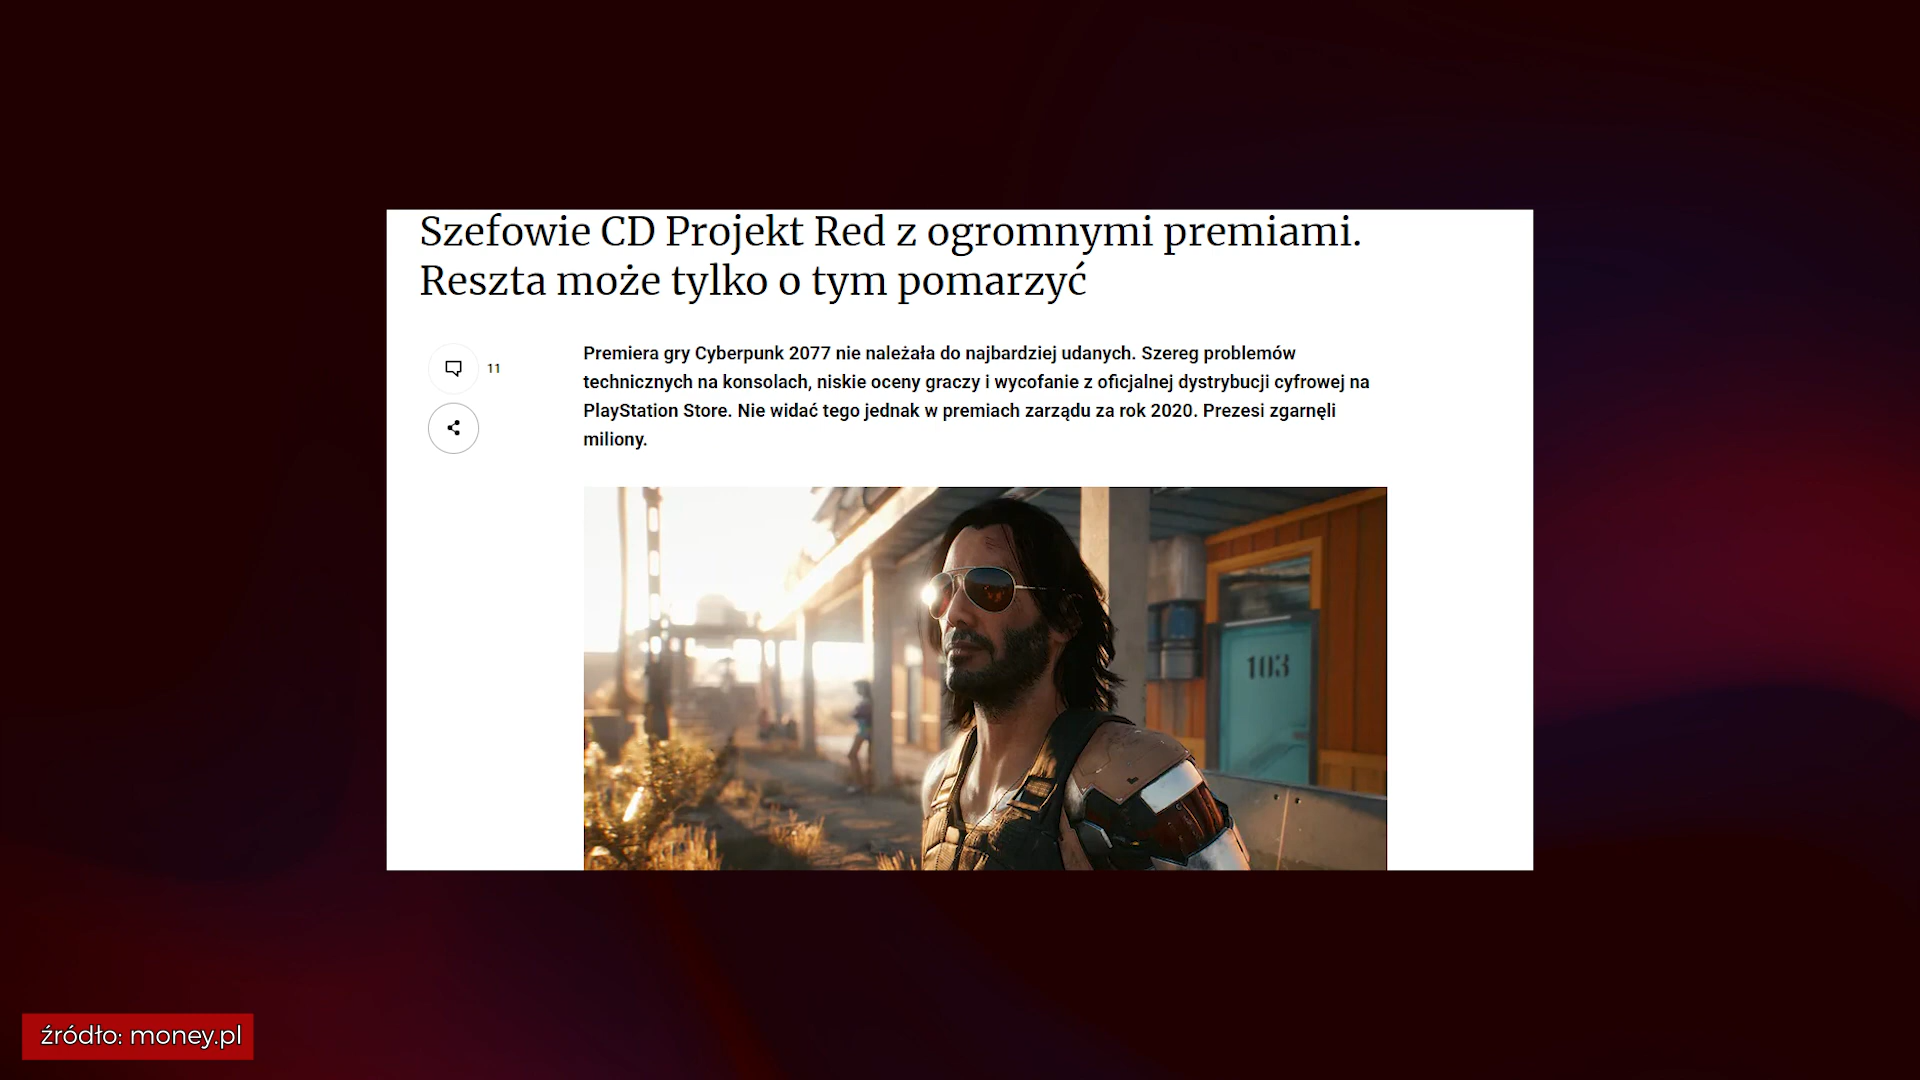 Szefowie CD Projekt Red z ogromnymi premiami.
Reszta może tylko o tym pomarzyć
11
Premiera gry Cyberpunk 2077 nie należała do najbardziej udanych. Szereg problemów
technicznych na konsolach, niskie oceny graczy i wycofanie z oficjalnej dystrybucji cyfrowej na
PlayStation Store. Nie widać tego jednak w premiach zarządu za rok 2020. Prezesi zgarnęli
miliony.
103
źródło: money.pl